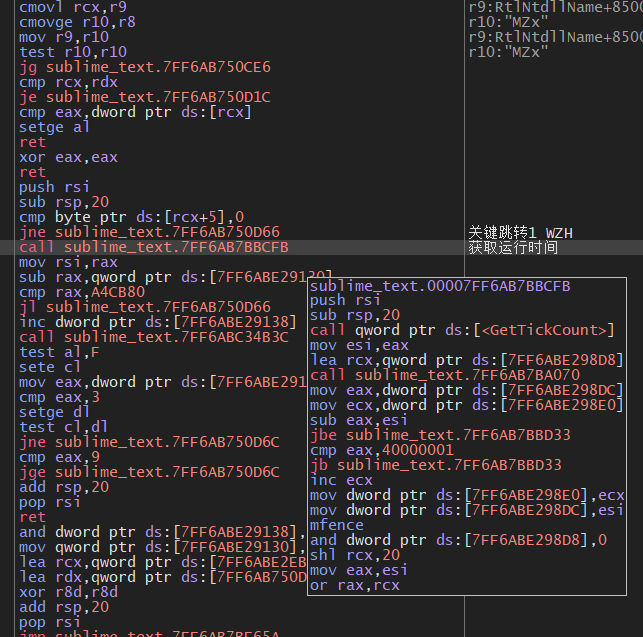 cmovl rcx,r9 r9:RtlNtdllName+8500
cmovge r10,r8 r10:"MZx"
mov r9,r10 r9:RtlNtdllName+8500
test r10,r10 r10:"MZx"
jg sublime_text.7FF6AB750CE6
cmp rcx,rdx
je sublime_text.7FF6AB750D1C
cmp eax,dword ptr ds:[rcx]
setge al
ret
xor eax,eax
ret
push rsi
sub rsp,20
cmp byte ptr ds:[rcx+5],0
jne sublime_text.7FF6AB750D66 关键跳转1 WZH
call sublime_text.7FF6AB7BBCFB 获取运行时间
mov rsi,rax
sub rax,qword ptr ds:[7FF6ABE29130]
cmp rax,A4CB80
jl sublime_text.7FF6AB750D66
inc dword ptr ds:[7FF6ABE29138]
call sublime_text.7FF6ABC34B3C
test al,F
sete cl
mov eax,dword ptr ds:[7FF6ABE291
cmp eax,3
setge dl
test cl,dl
jne sublime_text.7FF6AB750D6C
cmp eax,9
jge sublime_text.7FF6AB750D6C
add rsp,20
pop rsi
ret
and dword ptr ds:[7FF6ABE29138],
mov qword ptr ds:[7FF6ABE29130],
lea rcx,qword ptr ds:[7FF6ABE2EB
lea rdx,qword ptr ds:[7FF6AB750D
xor r8d,r8d
add rsp,20
pop rsi
jmp sublime_text.7FF6AB7BE65A
sublime_text.00007FF6AB7BBCFB
push rsi
sub rsp,20
call qword ptr ds:[<GetTickCount>]
mov esi,eax
lea rcx,qword ptr ds:[7FF6ABE298D8]
call sublime_text.7FF6AB7BA070
mov eax,dword ptr ds:[7FF6ABE298DC]
mov ecx,dword ptr ds:[7FF6ABE298E0]
sub eax,esi
jbe sublime_text.7FF6AB7BBD33
cmp eax,40000001
jb sublime_text.7FF6AB7BBD33
inc ecx
mov dword ptr ds:[7FF6ABE298E0],ecx
mov dword ptr ds:[7FF6ABE298DC],esi
mfence
and dword ptr ds:[7FF6ABE298D8],0
shl rcx,20
mov eax,esi
or rax,rcx